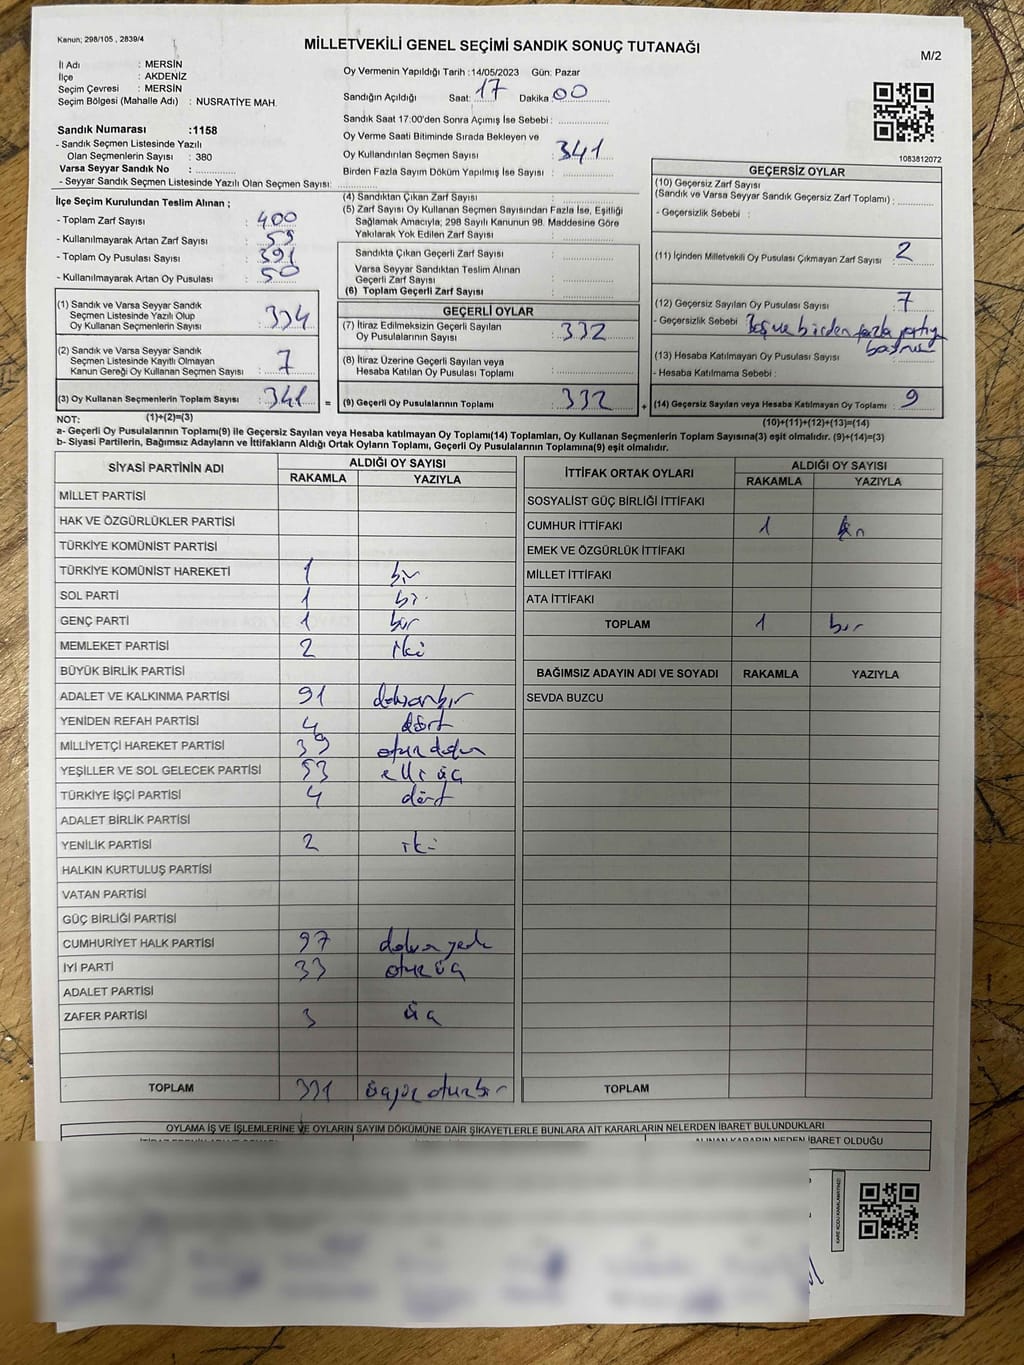 Kanun; 298/105 , 2839/4
MİLLETVEKİLİ GENEL SEÇİMİ SANDIK SONUÇ TUTANAĞI
M/2
İl Adı : MERSİN
İlçe : AKDENİZ
Seçim Çevresi : MERSİN
Seçim Bölgesi (Mahalle Adı) : NUSRATİYE MAH.
Sandık Numarası :1158
- Sandık Seçmen Listesinde Yazılı
Olan Seçmenlerin Sayısı : 380
Varsa Seyyar Sandık No : ............
- Seyyar Sandık Seçmen Listesinde Yazılı Olan Seçmen Sayısı: ............
Oy Vermenin Yapıldığı Tarih :14/05/2023 Gün: Pazar
Sandığın Açıldığı Saat: 17 Dakika 00
Sandık Saat 17:00'den Sonra Açımış İse Sebebi : ............
Oy Verme Saati Bitiminde Sırada Bekleyen ve
Oy Kullandırılan Seçmen Sayısı 341
Birden Fazla Sayım Döküm Yapılmış İse Sayısı : ............
1083812072
İlçe Seçim Kurulundan Teslim Alınan ;
- Toplam Zarf Sayısı : 400
- Kullanılmayarak Artan Zarf Sayısı : 59
- Toplam Oy Pusulası Sayısı : 391
- Kullanılmayarak Artan Oy Pusulası : 50
(1) Sandık ve Varsa Seyyar Sandık
Seçmen Listesinde Yazılı Olup
Oy Kullanan Seçmenlerin Sayısı : 334
(2) Sandık ve Varsa Seyyar Sandık
Seçmen Listesinde Kayıtlı Olmayan
Kanun Gereği Oy Kullanan Seçmen Sayısı : 7
(3) Oy Kullanan Seçmenlerin Toplam Sayısı : 341 =
(1)+(2)=(3)
(4) Sandıktan Çıkan Zarf Sayısı : ............
(5) Zarf Sayısı Oy Kullanan Seçmen Sayısından Fazla İse, Eşitliği
Sağlamak Amacıyla; 298 Sayılı Kanunun 98. Maddesine Göre
Yakılarak Yok Edilen Zarf Sayısı : ............
Sandıkta Çıkan Geçerli Zarf Sayısı : ............
Varsa Seyyar Sandıktan Teslim Alınan
Geçerli Zarf Sayısı : ............
(6) Toplam Geçerli Zarf Sayısı : ............
GEÇERLİ OYLAR
(7) İtiraz Edilmeksizin Geçerli Sayılan
Oy Pusulalarının Sayısı : 332
(8) İtiraz Üzerine Geçerli Sayılan veya
Hesaba Katılan Oy Pusulası Toplamı : ............
(9) Geçerli Oy Pusulalarının Toplamı : 332 +
GEÇERSİZ OYLAR
(10) Geçersiz Zarf Sayısı
(Sandık ve Varsa Seyyar Sandık Geçersiz Zarf Toplamı) : ............
- Geçersizlik Sebebi :
(11) İçinden Milletvekili Oy Pusulası Çıkmayan Zarf Sayısı : 2
(12) Geçersiz Sayılan Oy Pusulası Sayısı : 7
- Geçersizlik Sebebi : Boş ve birden fazla partiye
(13) Hesaba Katılmayan Oy Pusulası Sayısı : ............
- Hesaba Katılmama Sebebi :
(14) Geçersiz Sayılan veya Hesaba Katılmayan Oy Toplamı : 9
(10)+(11)+(12)+(13)=(14)
NOT:
a- Geçerli Oy Pusulalarının Toplamı(9) ile Geçersiz Sayılan veya Hesaba katılmayan Oy Toplamı(14) Toplamları, Oy Kullanan Seçmenlerin Toplam Sayısına(3) eşit olmalıdır. (9)+(14)=(3)
b- Siyasi Partilerin, Bağımsız Adayların ve İttifakların Aldığı Ortak Oyların Toplamı, Geçerli Oy Pusulalarının Toplamına(9) eşit olmalıdır.
SİYASİ PARTİNİN ADI ALDIĞI OY SAYISI
RAKAMLA YAZIYLA
MİLLET PARTİSİ
HAK VE ÖZGÜRLÜKLER PARTİSİ
TÜRKİYE KOMÜNİST PARTİSİ
TÜRKİYE KOMÜNİST HAREKETİ 1 bir
SOL PARTİ 1 bir
GENÇ PARTİ 1 bir
MEMLEKET PARTİSİ 2 iki
BÜYÜK BİRLİK PARTİSİ
ADALET VE KALKINMA PARTİSİ 91 doksanbir
YENİDEN REFAH PARTİSİ 4 dört
MİLLİYETÇİ HAREKET PARTİSİ 39 otuz dokuz
YEŞİLLER VE SOL GELECEK PARTİSİ 53 elli üç
TÜRKİYE İŞÇİ PARTİSİ 4 dört
ADALET BİRLİK PARTİSİ
YENİLİK PARTİSİ 2 iki
HALKIN KURTULUŞ PARTİSİ
VATAN PARTİSİ
GÜÇ BİRLİĞİ PARTİSİ
CUMHURİYET HALK PARTİSİ 97 doksan yedi
İYİ PARTİ 33 otuz üç
ADALET PARTİSİ
ZAFER PARTİSİ 3 üç
TOPLAM 331 üçyüz otuzbir
İTTİFAK ORTAK OYLARI ALDIĞI OY SAYISI
RAKAMLA YAZIYLA
SOSYALİST GÜÇ BİRLİĞİ İTTİFAKI
CUMHUR İTTİFAKI 1
EMEK VE ÖZGÜRLÜK İTTİFAKI
MİLLET İTTİFAKI
ATA İTTİFAKI
TOPLAM 1 bir
BAĞIMSIZ ADAYIN ADI VE SOYADI RAKAMLA YAZIYLA
SEVDA BUZCU
TOPLAM
OYLAMA İŞ VE İŞLEMLERİNE VE OYLARIN SAYIM DÖKÜMÜNE DAİR ŞİKAYETLERLE BUNLARA AİT KARARLARIN NELERDEN İBARET BULUNDUKLARI
ALINAN KARARIN NEDEN İBARET OLDUĞU